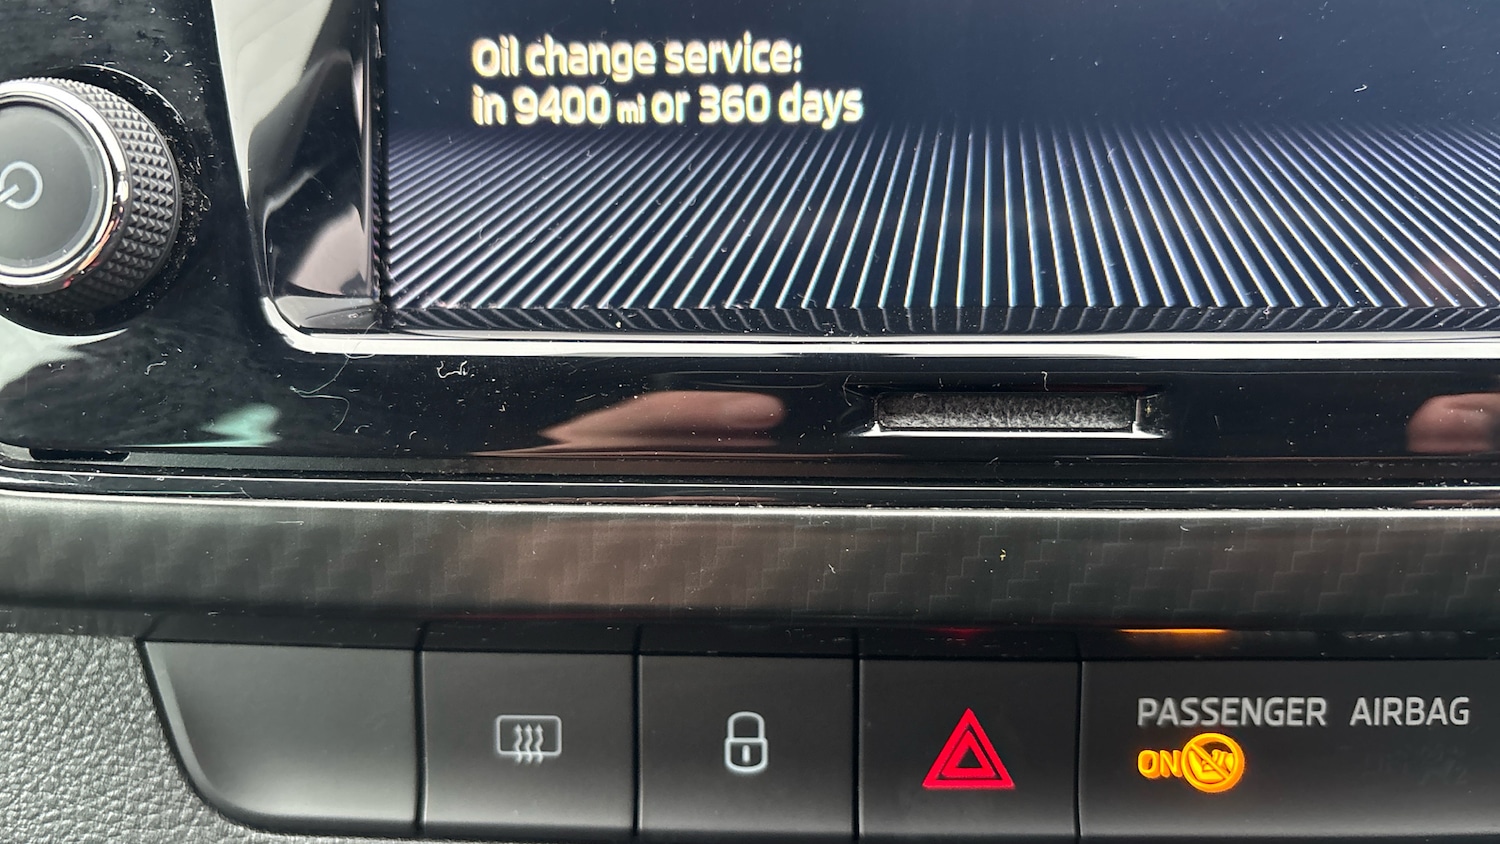 Oil change service:
in 9400 mi or 360 days
PASSENGER AIRBAG
ON